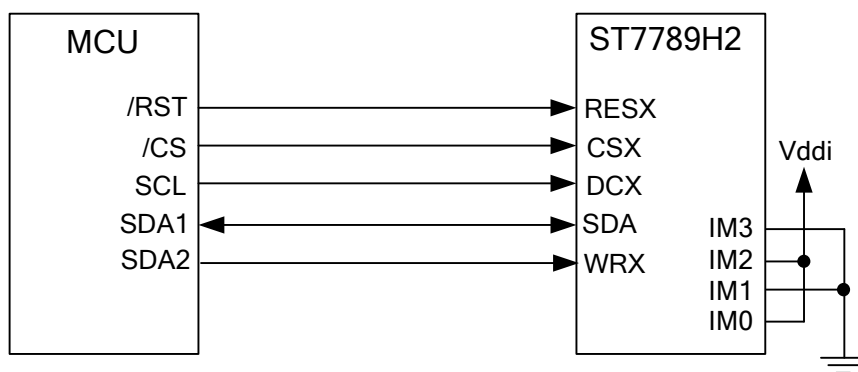 MCU
/RST
/CS
SCL
SDA1
SDA2
ST7789H2
RESX
CSX
DCX
SDA
WRX
IM3
IM2
IM1
IM0
Vddi